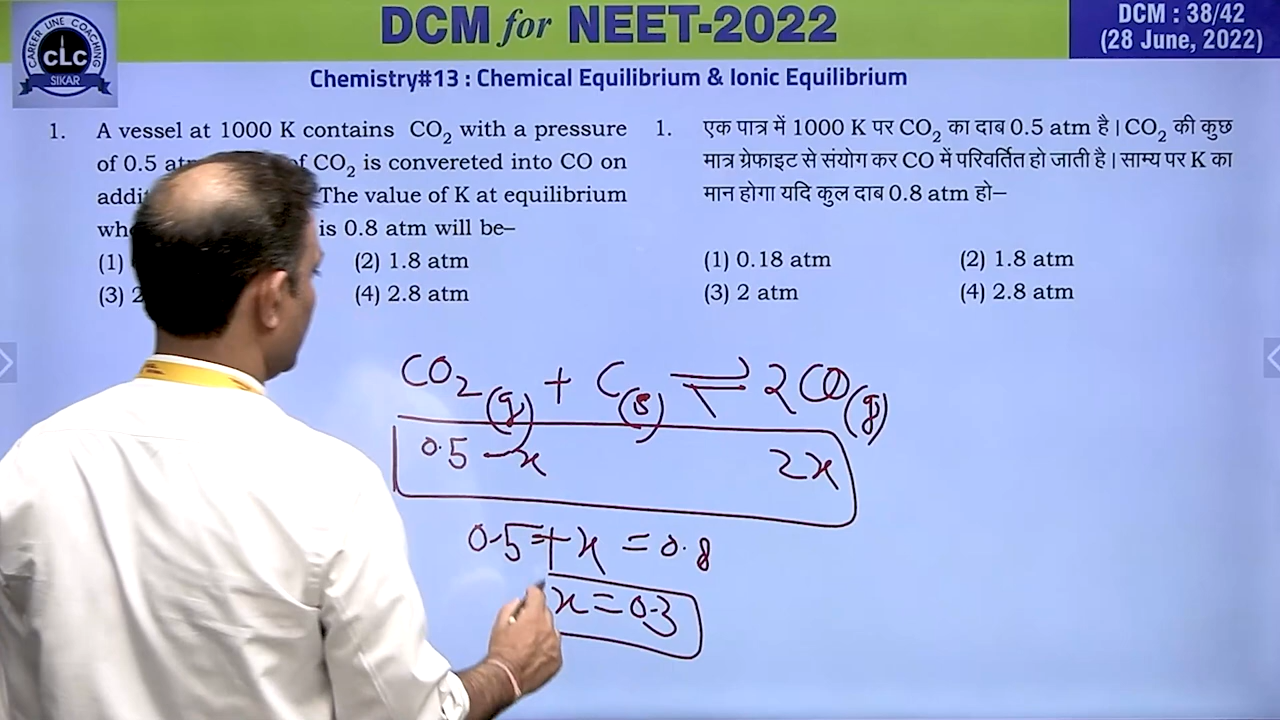 CAREER LINE COACHING
CLC
SIKAR
DCM for NEET-2022
DCM : 38/42
(28 June, 2022)
Chemistry#13 : Chemical Equilibrium & Ionic Equilibrium
1. A vessel at 1000 K contains CO₂ with a pressure
of 0.5 of CO₂ is convereted into CO on
The value of K at equilibrium
is 0.8 atm will be–
(1) (2) 1.8 atm
(3) 2 (4) 2.8 atm
1. एक पात्र में 1000 K पर CO₂ का दाब 0.5 atm है। CO₂ की कुछ
मात्र ग्रेफाइट से संयोग कर CO में परिवर्तित हो जाती है। साम्य पर K का
मान होगा यदि कुल दाब 0.8 atm हो–
(1) 0.18 atm (2) 1.8 atm
(3) 2 atm (4) 2.8 atm
CO₂(g) + C(s) ⇌ 2CO(g)
0.5 – x 2x
0.5 + x = 0.8
x = 0.3